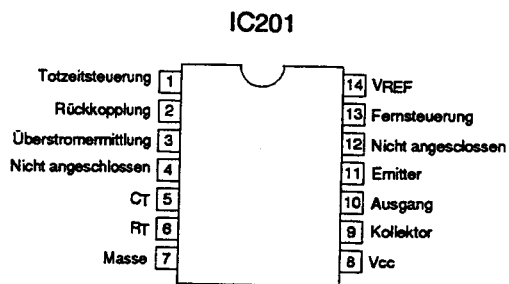 IC201
Totzeitsteuerung 1
Rückkopplung 2
Überstromermittlung 3
Nicht angeschlossen 4
CT 5
RT 6
Masse 7
14 VREF
13 Fernsteuerung
12 Nicht angesclossen
11 Emitter
10 Ausgang
9 Kollektor
8 Vcc